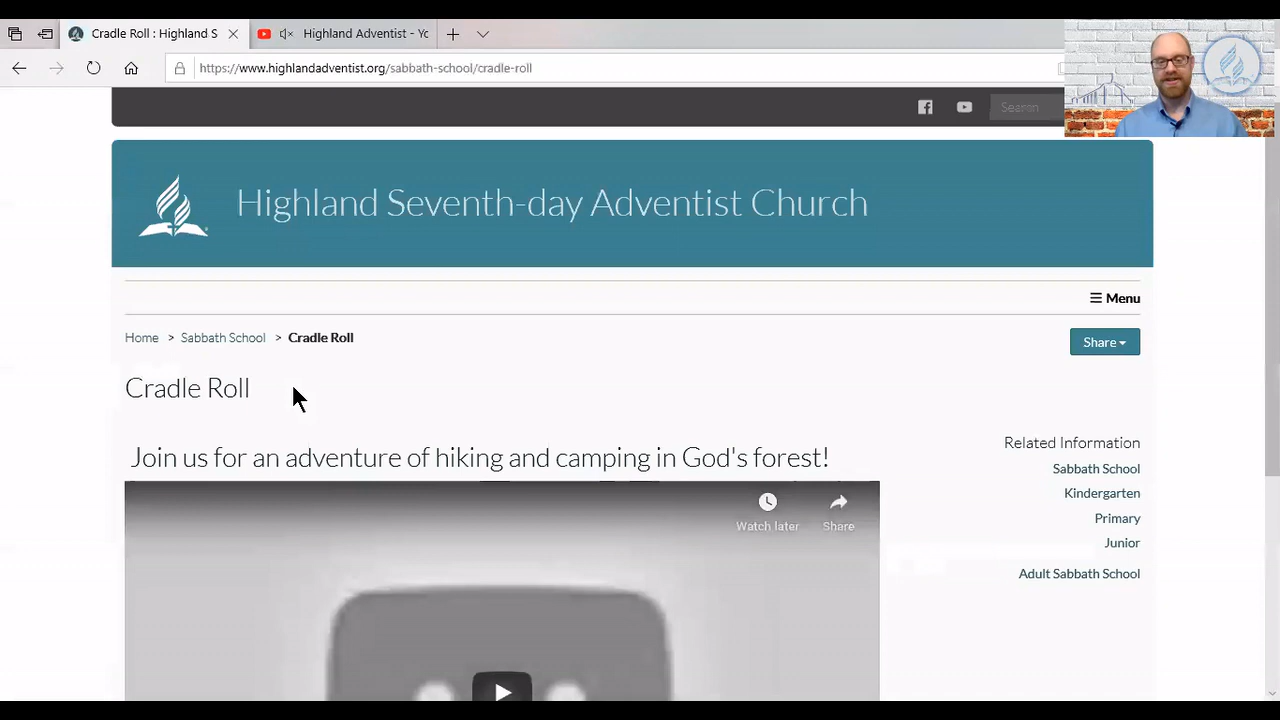 Cradle Roll : Highland S
Highland Adventist - Yo
https://www.highlandadventist.org/sabbath-school/cradle-roll
Search
Highland Seventh-day Adventist Church
Menu
Home > Sabbath School > Cradle Roll
Share
Cradle Roll
Join us for an adventure of hiking and camping in God's forest!
Watch later
Share
Related Information
Sabbath School
Kindergarten
Primary
Junior
Adult Sabbath School